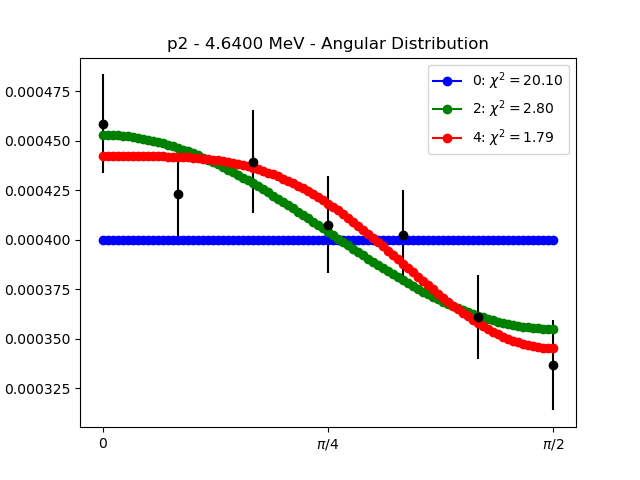 p2 - 4.6400 MeV - Angular Distribution
0: χ² = 20.10
2: χ² = 2.80
4: χ² = 1.79
0.000475
0.000450
0.000425
0.000400
0.000375
0.000350
0.000325
0
π/4
π/2